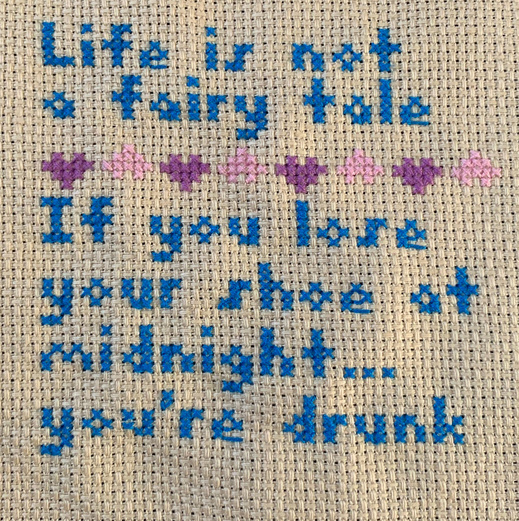 Life is not
a fairy tale
If you lose
your shoe at
midnight...
you're drunk